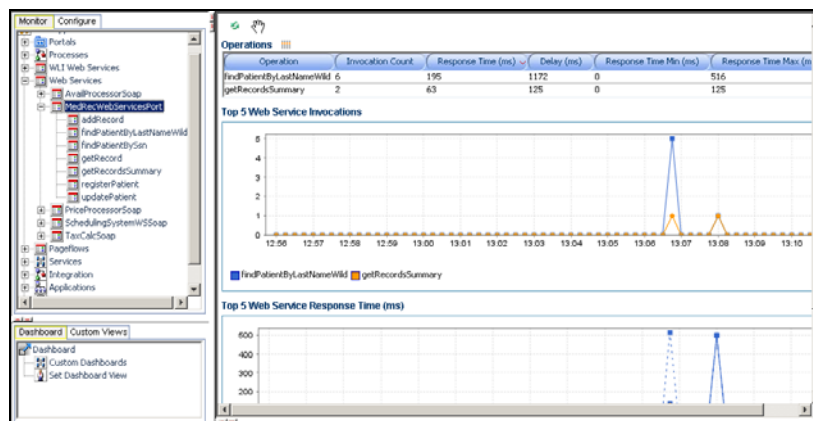 Monitor Configure
Portals
Processes
WLI Web Services
Web Services
AvailProcessorSoap
MedRecWebServicesPort
addRecord
findPatientByLastNameWild
findPatientBySsn
getRecord
getRecordsSummary
registerPatient
updatePatient
PriceProcessorSoap
SchedulingSystemWSSoap
TaxCalcSoap
Pageflows
Services
Integration
Applications
Dashboard Custom Views
Dashboard
Custom Dashboards
Set Dashboard View
Operations
Operation Invocation Count Response Time (ms) Delay (ms) Response Time Min (ms) Response Time Max (m
findPatientByLastNameWild 6 195 1172 0 516
getRecordsSummary 2 63 125 0 125
Top 5 Web Service Invocations
5
4
3
2
1
0
12:56 12:57 12:58 12:59 13:00 13:01 13:02 13:03 13:04 13:05 13:06 13:07 13:08 13:09 13:10
findPatientByLastNameWild getRecordsSummary
Top 5 Web Service Response Time (ms)
600
400
300
200